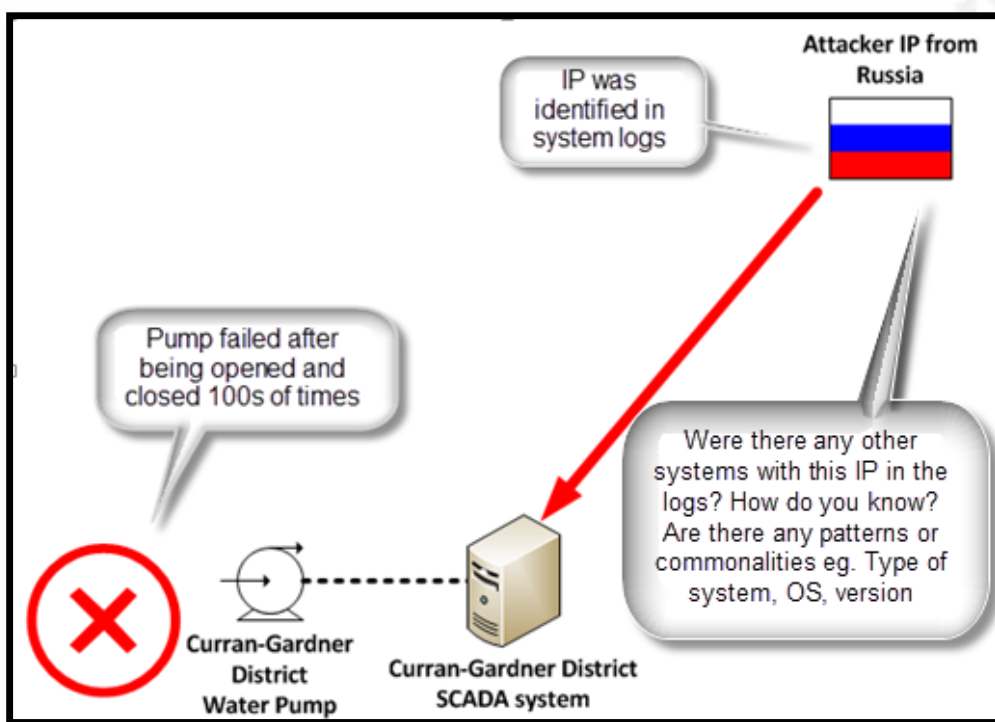 Attacker IP from
Russia
IP was
identified in
system logs
Pump failed after
being opened and
closed 100s of times
Were there any other
systems with this IP in the
logs? How do you know?
Are there any patterns or
commonalities eg. Type of
system, OS, version
Curran-Gardner
District
Water Pump
Curran-Gardner District
SCADA system